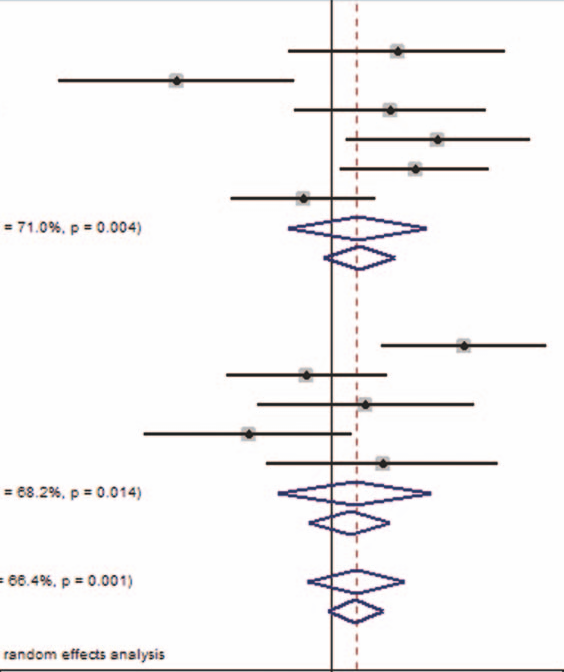 = 71.0%, p = 0.004)
= 68.2%, p = 0.014)
= 66.4%, p = 0.001)
random effects analysis